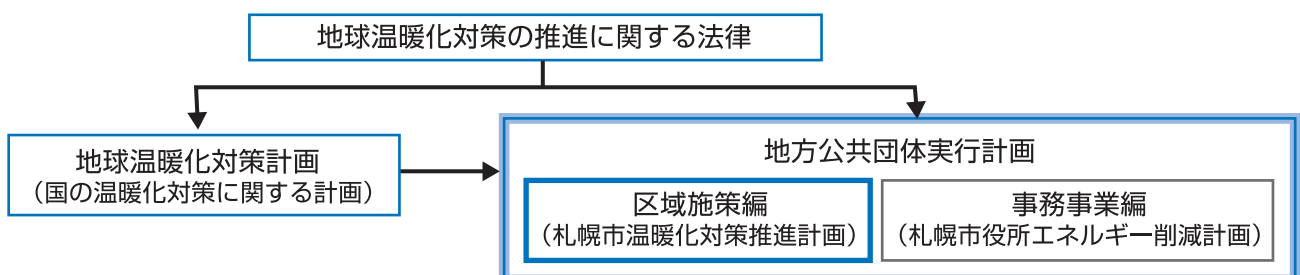 地球温暖化対策の推進に関する法律
地球温暖化対策計画
（国の温暖化対策に関する計画）
地方公共団体実行計画
区域施策編
（札幌市温暖化対策推進計画）
事務事業編
（札幌市役所エネルギー削減計画）